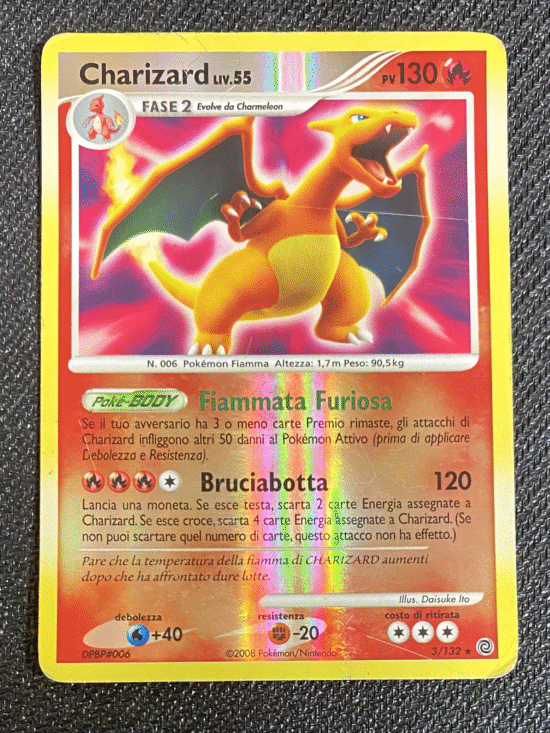 Charizard LIV.55 PV 130
FASE 2 Evolve da Charmeleon
N. 006 Pokémon Fiamma Altezza: 1,7m Peso: 90,5kg
Poké-BODY Fiammata Furiosa
Se il tuo avversario ha 3 o meno carte Premio rimaste, gli attacchi di
Charizard infliggono altri 50 danni al Pokémon Attivo (prima di applicare
Debolezza e Resistenza).
Bruciabotta 120
Lancia una moneta. Se esce testa, scarta 2 carte Energia assegnate a
Charizard. Se esce croce, scarta 4 carte Energia assegnate a Charizard. (Se
non puoi scartare quel numero di carte, questo attacco non ha effetto.)
Pare che la temperatura della fiamma di CHARIZARD aumenti
dopo che ha affrontato dure lotte.
Illus. Daisuke Ito
debolezza resistenza costo di ritirata
+40 -20
DPBP#006 ©2008 Pokémon/Nintendo 3/132 ★